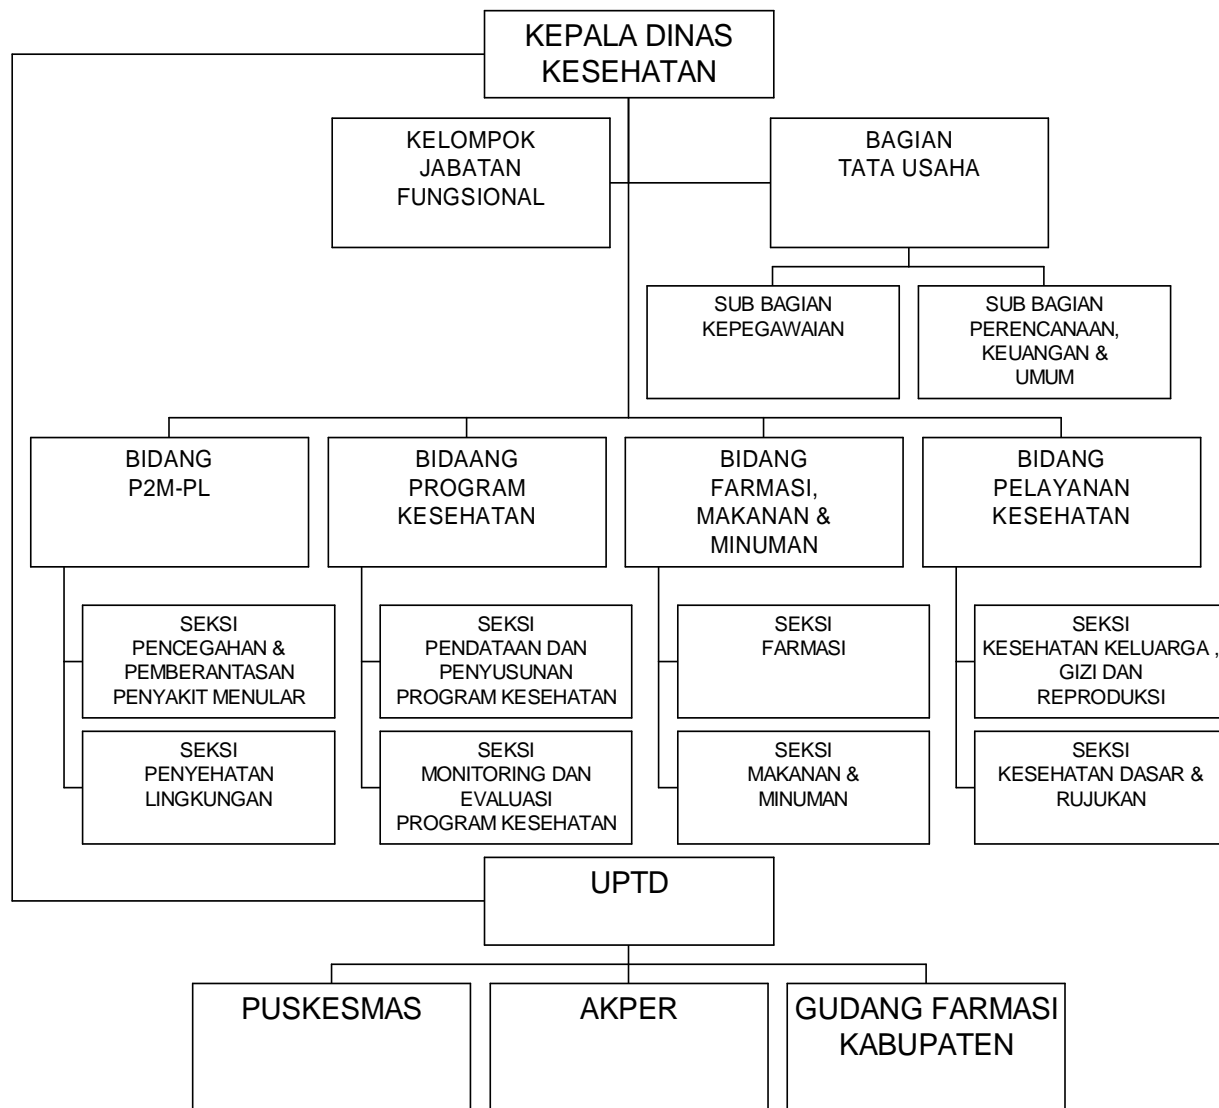 KEPALA DINAS
KESEHATAN
KELOMPOK
JABATAN
FUNGSIONAL
BAGIAN
TATA USAHA
SUB BAGIAN
KEPEGAWAIAN
SUB BAGIAN
PERENCANAAN,
KEUANGAN &
UMUM
BIDANG
P2M-PL
BIDAANG
PROGRAM
KESEHATAN
BIDANG
FARMASI,
MAKANAN &
MINUMAN
BIDANG
PELAYANAN
KESEHATAN
SEKSI
PENCEGAHAN &
PEMBERANTASAN
PENYAKIT MENULAR
SEKSI
PENDATAAN DAN
PENYUSUNAN
PROGRAM KESEHATAN
SEKSI
FARMASI
SEKSI
KESEHATAN KELUARGA ,
GIZI DAN
REPRODUKSI
SEKSI
PENYEHATAN
LINGKUNGAN
SEKSI
MONITORING DAN
EVALUASI
PROGRAM KESEHATAN
SEKSI
MAKANAN &
MINUMAN
SEKSI
KESEHATAN DASAR &
RUJUKAN
UPTD
PUSKESMAS
AKPER
GUDANG FARMASI
KABUPATEN